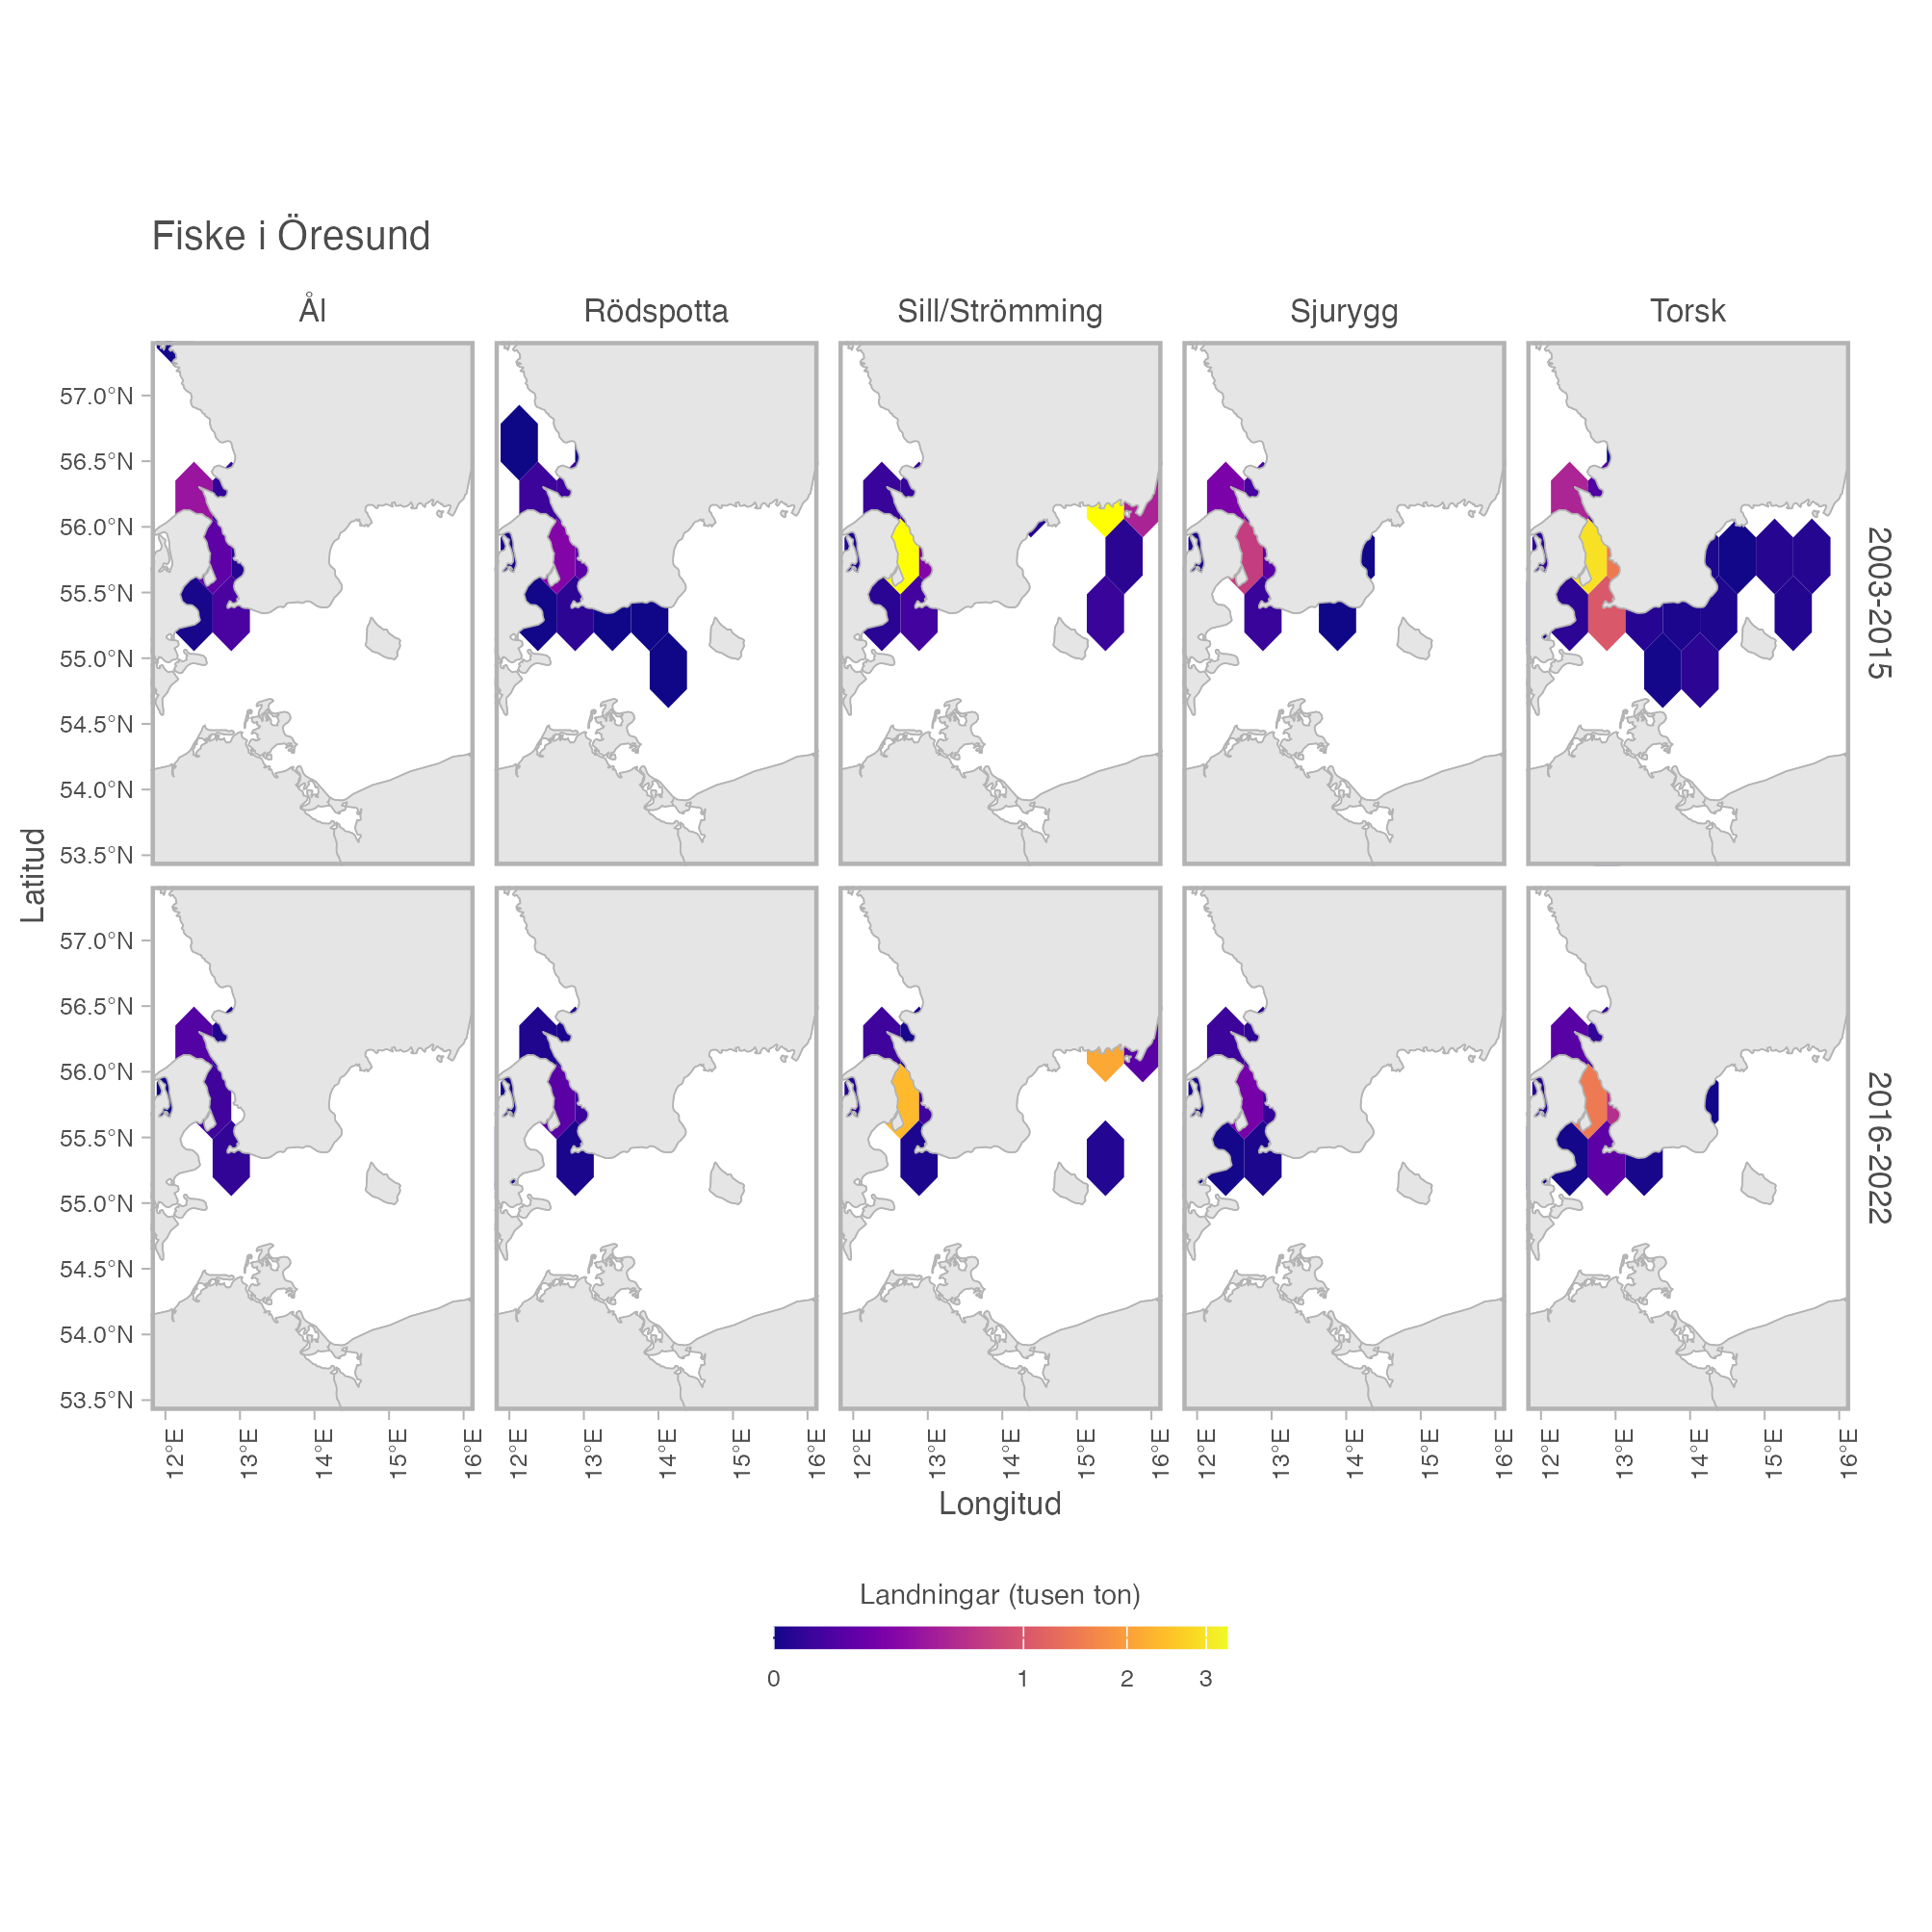 Fiske i Öresund
Ål
Rödspotta
Sill/Strömming
Sjurygg
Torsk
57.0°N
56.5°N
56.0°N
55.5°N
55.0°N
54.5°N
54.0°N
53.5°N
2003-2015
Latitud
57.0°N
56.5°N
56.0°N
55.5°N
55.0°N
54.5°N
54.0°N
53.5°N
2016-2022
12°E 13°E 14°E 15°E 16°E
12°E 13°E 14°E 15°E 16°E
12°E 13°E 14°E 15°E 16°E
12°E 13°E 14°E 15°E 16°E
12°E 13°E 14°E 15°E 16°E
Longitud
Landningar (tusen ton)
0 1 2 3